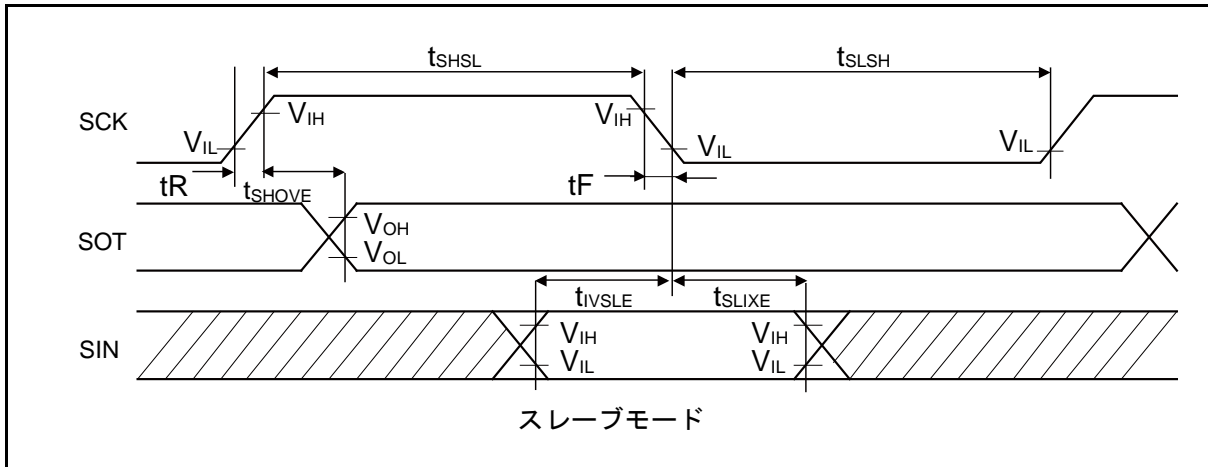 tSHSL
tSLSH
SCK
VIH
VIH
VIL
VIL
VIL
tR
tSHOVE
tF
SOT
VOH
VOL
tIVSLE
tSLIXE
SIN
VIH
VIH
VIL
VIL
スレーブモード